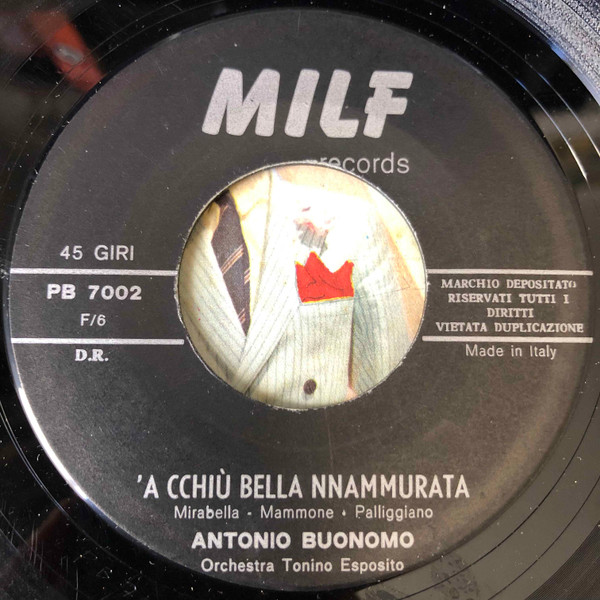 MILF
records
45 GIRI
PB 7002
F/6
D.R.
MARCHIO DEPOSITATO
RISERVATI TUTTI I
DIRITTI
VIETATA DUPLICAZIONE
Made in Italy
'A CCHIÙ BELLA NNAMMURATA
Mirabella - Mammone • Palliggiano
ANTONIO BUONOMO
Orchestra Tonino Esposito